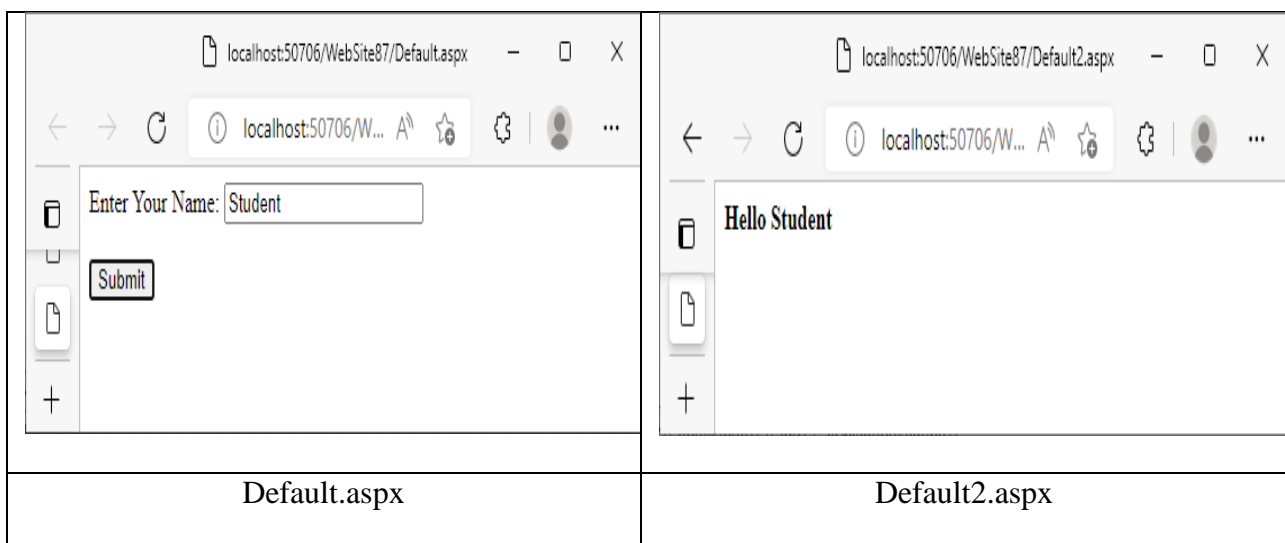 localhost:50706/WebSite87/Default.aspx
localhost:50706/W...
Enter Your Name: Student
Submit
Default.aspx
localhost:50706/WebSite87/Default2.aspx
localhost:50706/W...
Hello Student
Default2.aspx